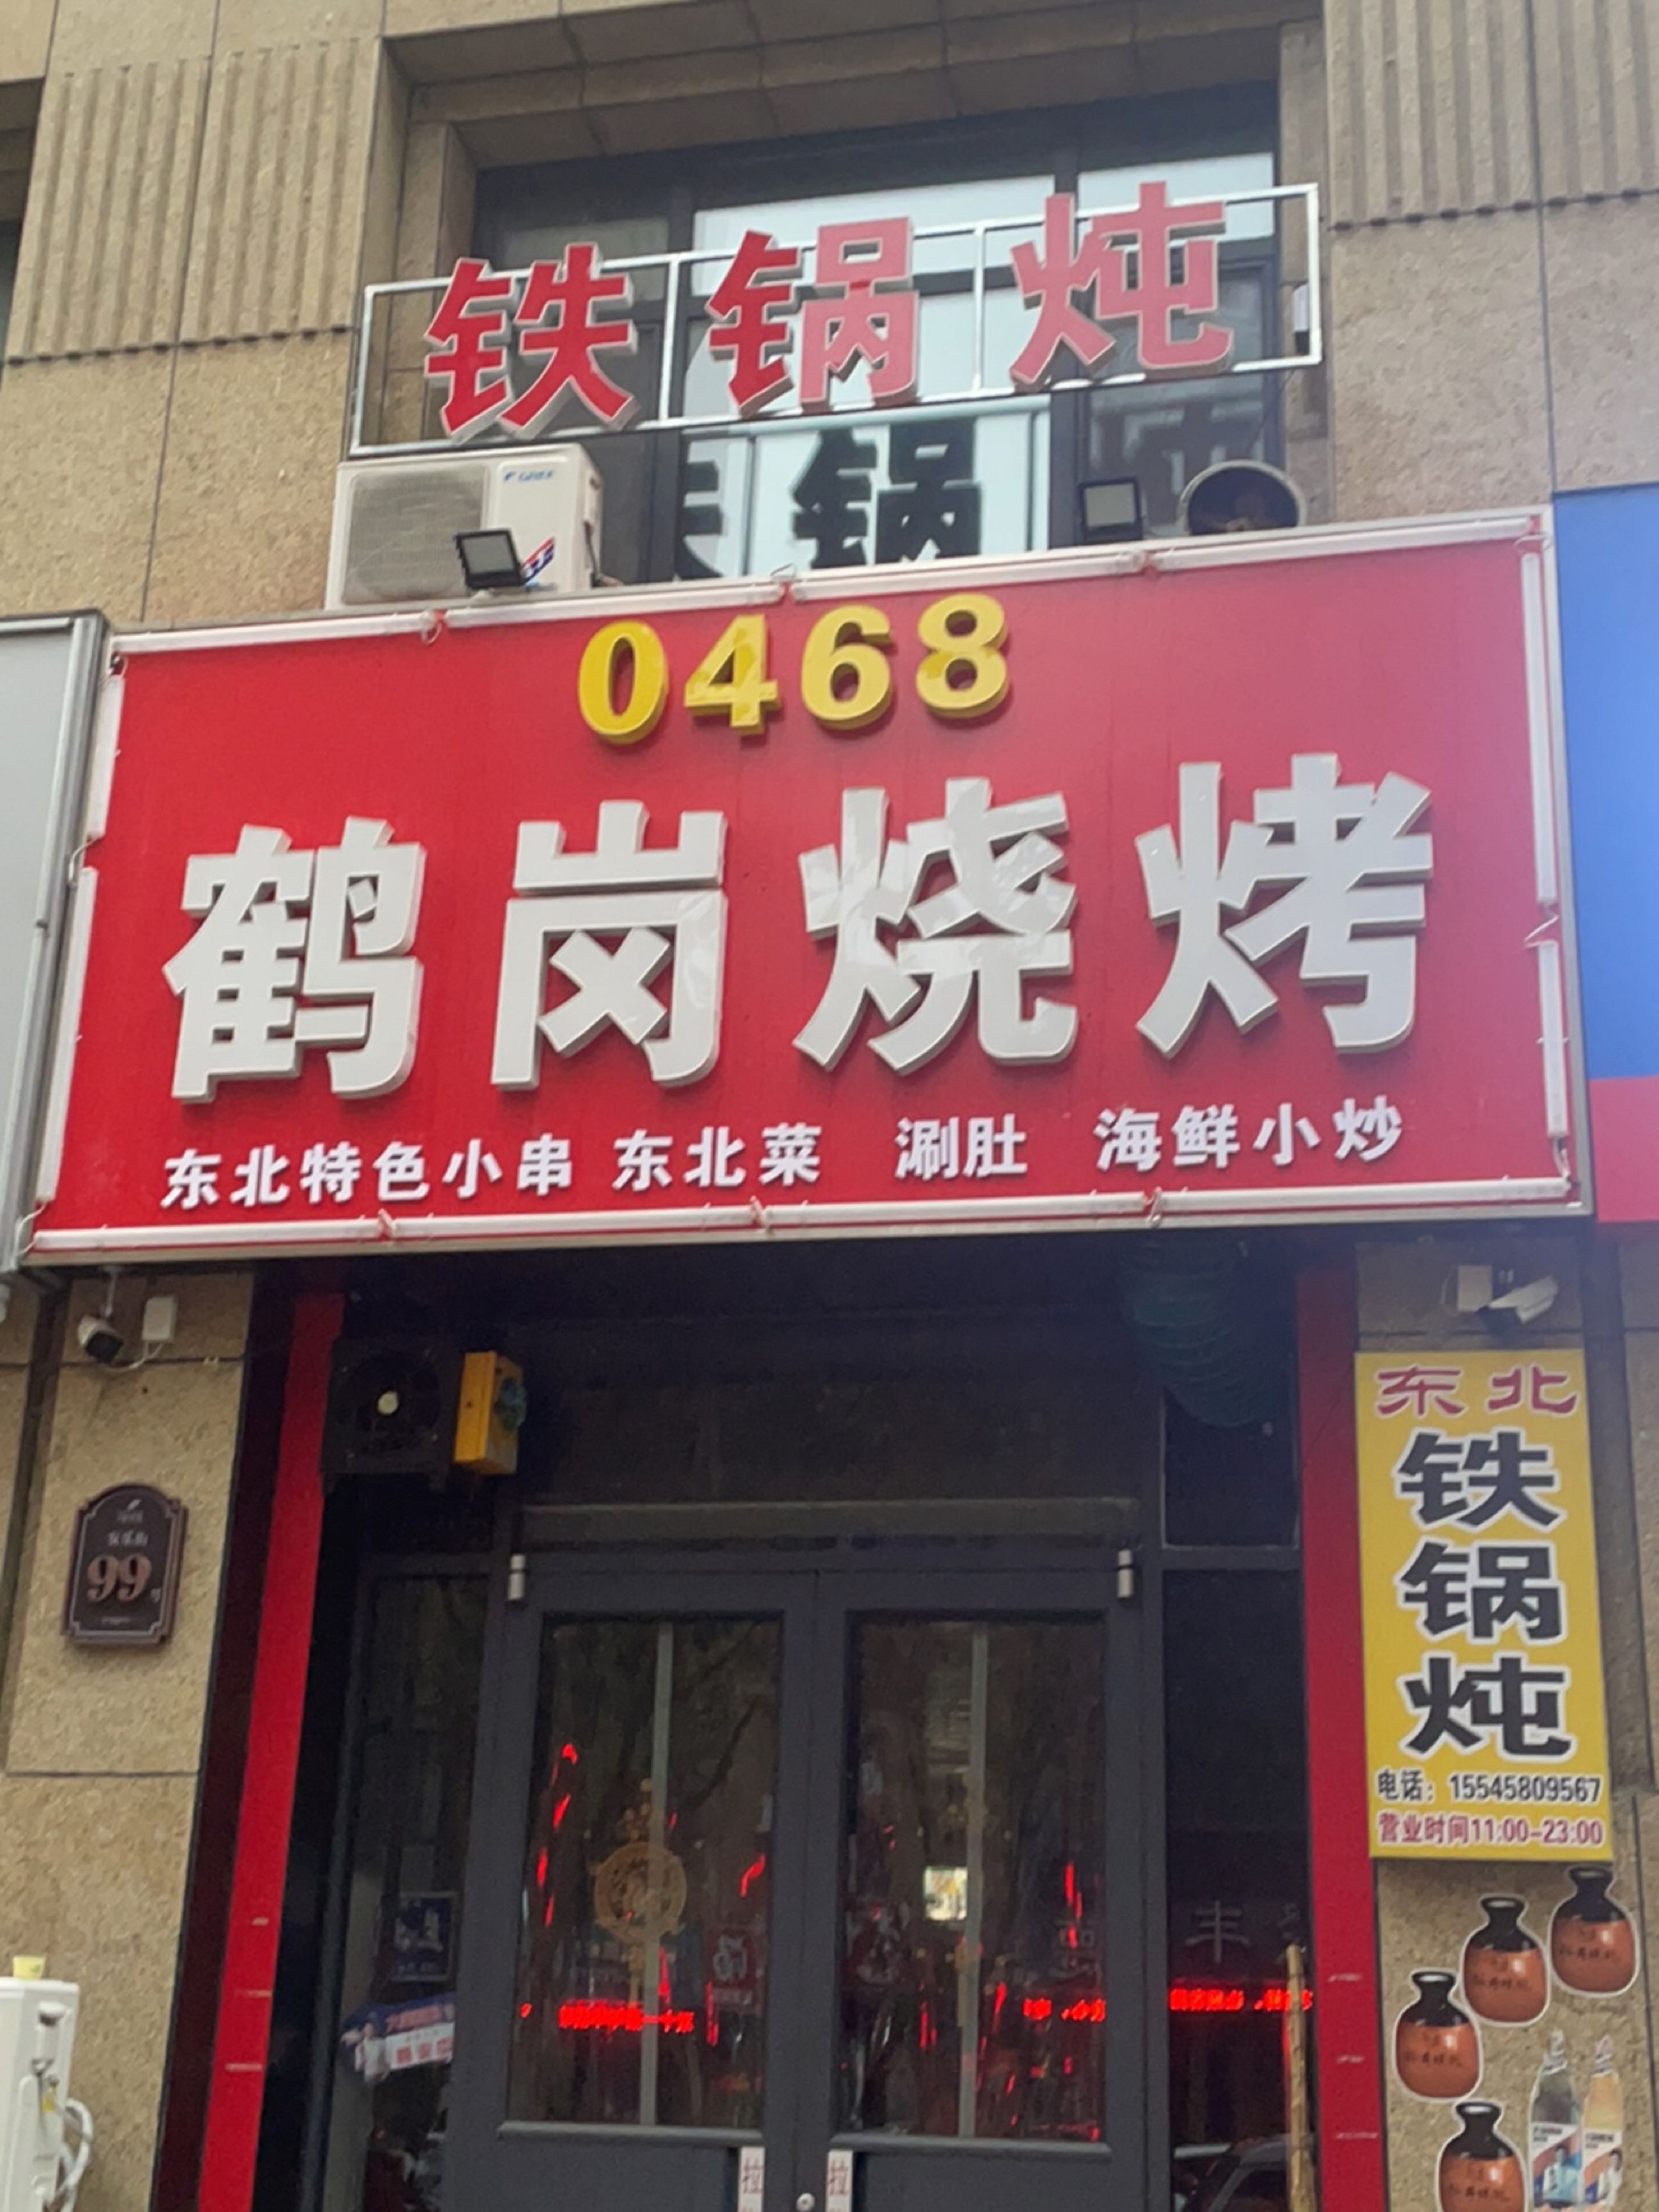 铁锅炖
0468
鹤岗烧烤
东北特色小串 东北菜 涮肚 海鲜小炒
东北
铁
锅
炖
电话：15545809567
营业时间11:00-23:00
99
拉
拉